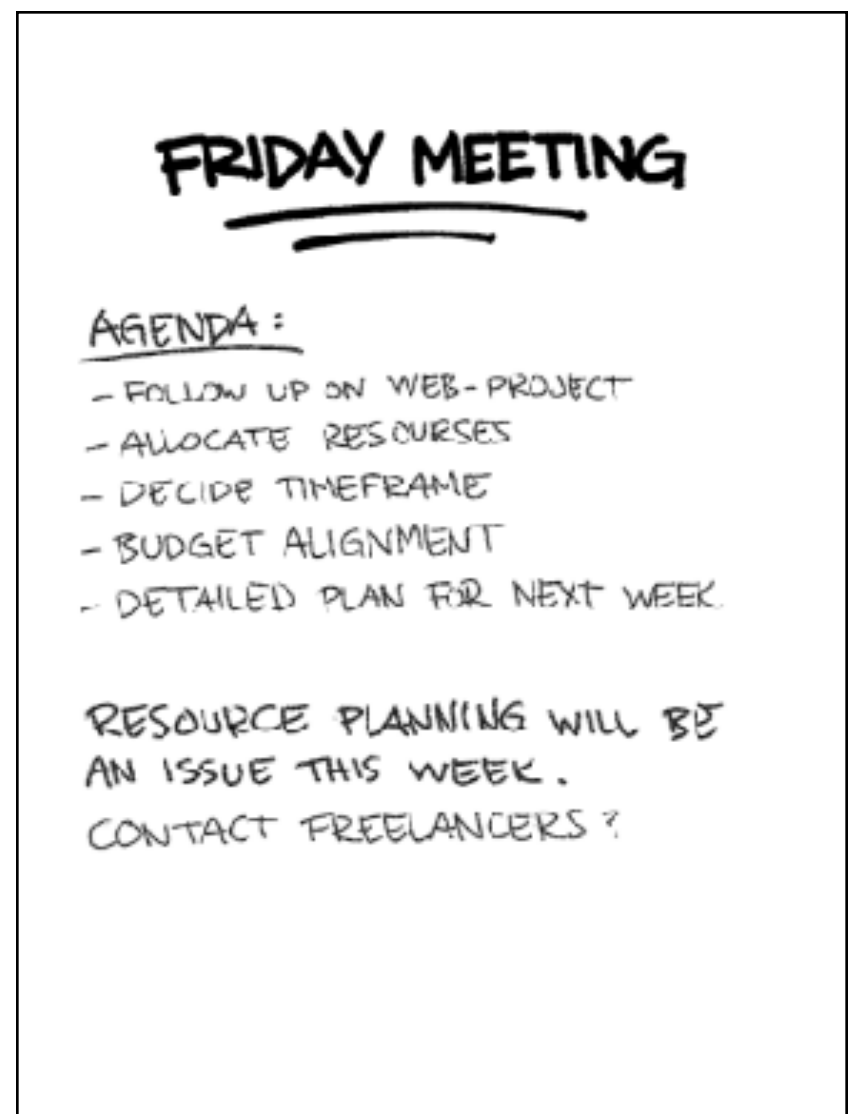 FRIDAY MEETING
AGENDA:
- FOLLOW UP ON WEB-PROJECT
- ALLOCATE RESOURSES
- DECIDE TIMEFRAME
- BUDGET ALIGNMENT
- DETAILED PLAN FOR NEXT WEEK
RESOURCE PLANNING WILL BE
AN ISSUE THIS WEEK.
CONTACT FREELANCERS?